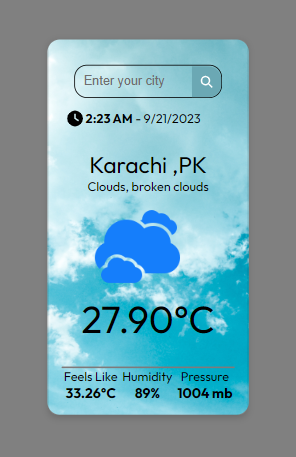 Enter your city
2:23 AM - 9/21/2023
Karachi ,PK
Clouds, broken clouds
27.90°C
Feels Like Humidity Pressure
33.26°C 89% 1004 mb